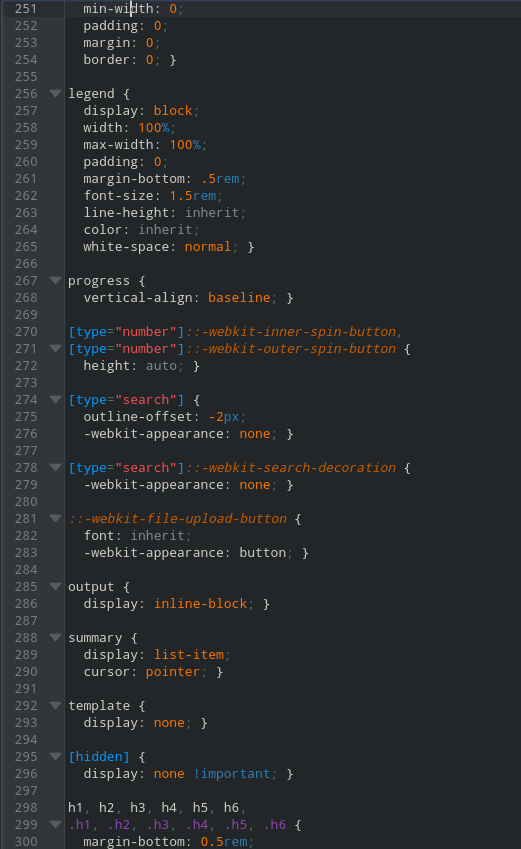 251 min-width: 0;
252 padding: 0;
253 margin: 0;
254 border: 0; }
255
256 legend {
257 display: block;
258 width: 100%;
259 max-width: 100%;
260 padding: 0;
261 margin-bottom: .5rem;
262 font-size: 1.5rem;
263 line-height: inherit;
264 color: inherit;
265 white-space: normal; }
266
267 progress {
268 vertical-align: baseline; }
269
270 [type="number"]::-webkit-inner-spin-button,
271 [type="number"]::-webkit-outer-spin-button {
272 height: auto; }
273
274 [type="search"] {
275 outline-offset: -2px;
276 -webkit-appearance: none; }
277
278 [type="search"]::-webkit-search-decoration {
279 -webkit-appearance: none; }
280
281 ::-webkit-file-upload-button {
282 font: inherit;
283 -webkit-appearance: button; }
284
285 output {
286 display: inline-block; }
287
288 summary {
289 display: list-item;
290 cursor: pointer; }
291
292 template {
293 display: none; }
294
295 [hidden] {
296 display: none !important; }
297
298 h1, h2, h3, h4, h5, h6,
299 .h1, .h2, .h3, .h4, .h5, .h6 {
300 margin-bottom: 0.5rem;